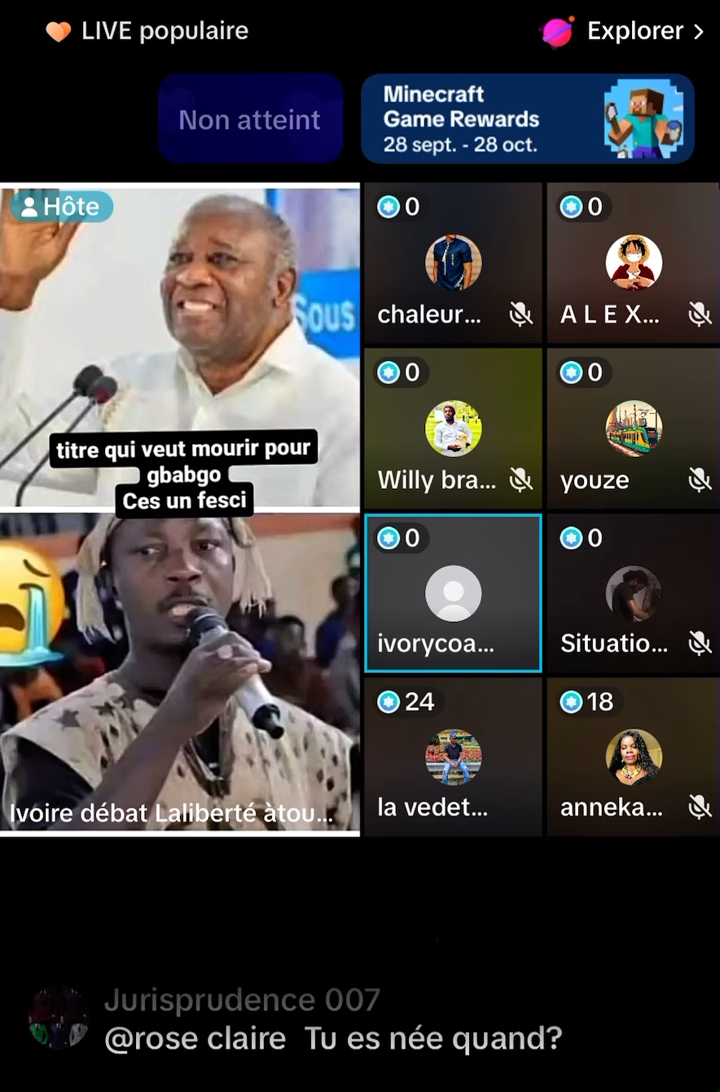 LIVE populaire
Explorer >
Non atteint
Minecraft
Game Rewards
28 sept. - 28 oct.
Hôte
Sous
titre qui veut mourir pour
gbabgo
Ces un fesci
Ivoire débat Laliberté àtou...
0
chaleur...
0
A L E X...
0
Willy bra...
0
youze
0
ivorycoa...
0
Situatio...
24
la vedet...
18
anneka...
Jurisprudence 007
@rose claire Tu es née quand?